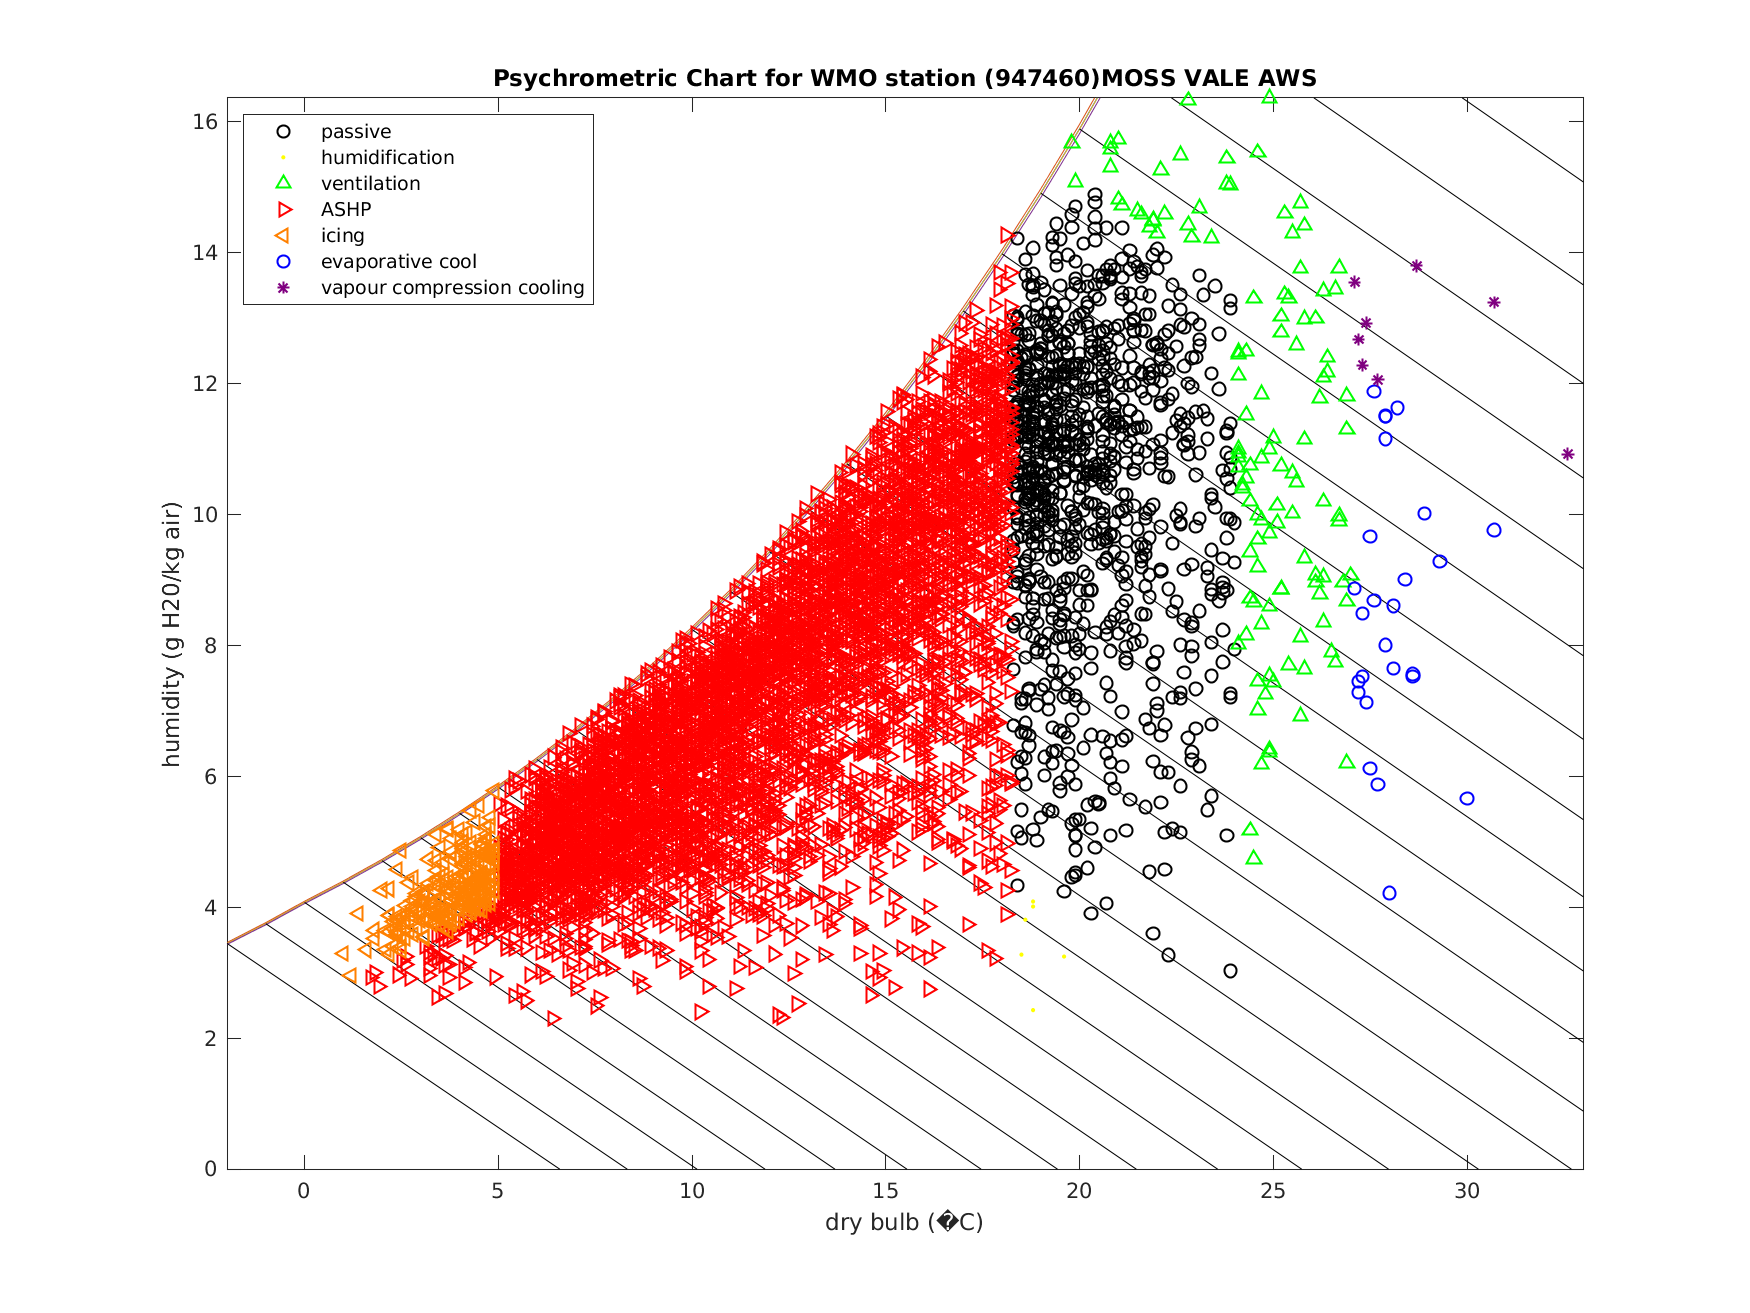 Psychrometric Chart for WMO station (947460)MOSS VALE AWS
passive
humidification
ventilation
ASHP
icing
evaporative cool
vapour compression cooling
humidity (g H20/kg air)
16
14
12
10
8
6
4
2
0
0 5 10 15 20 25 30
dry bulb (�C)